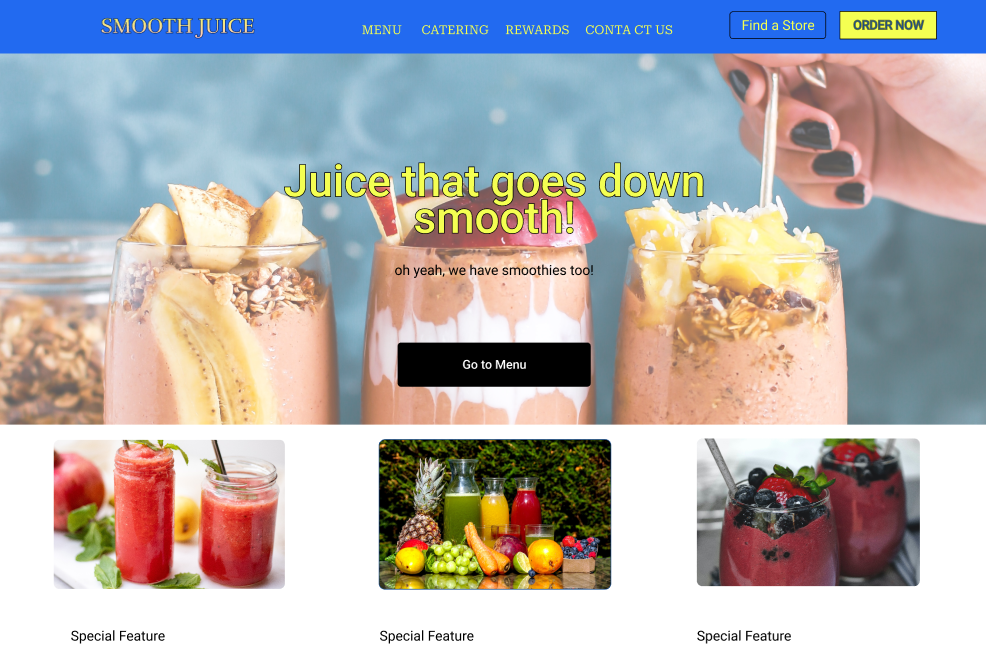 SMOOTH JUICE
MENU CATERING REWARDS CONTA CT US
Find a Store
ORDER NOW
Juice that goes down
smooth!
oh yeah, we have smoothies too!
Go to Menu
Special Feature
Special Feature
Special Feature